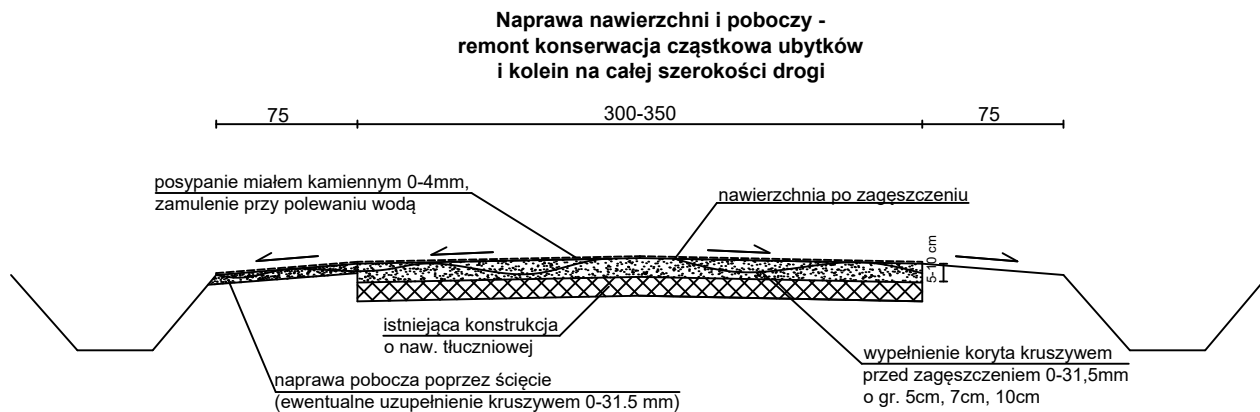 Naprawa nawierzchni i poboczy -
remont konserwacja cząstkowa ubytków
i kolein na całej szerokości drogi
75
300-350
75
posypanie miałem kamiennym 0-4mm,
zamulenie przy polewaniu wodą
nawierzchnia po zagęszczeniu
5-10 cm
istniejąca konstrukcja
o naw. tłuczniowej
wypełnienie koryta kruszywem
przed zagęszczeniem 0-31,5mm
o gr. 5cm, 7cm, 10cm
naprawa pobocza poprzez ścięcie
(ewentualne uzupełnienie kruszywem 0-31.5 mm)